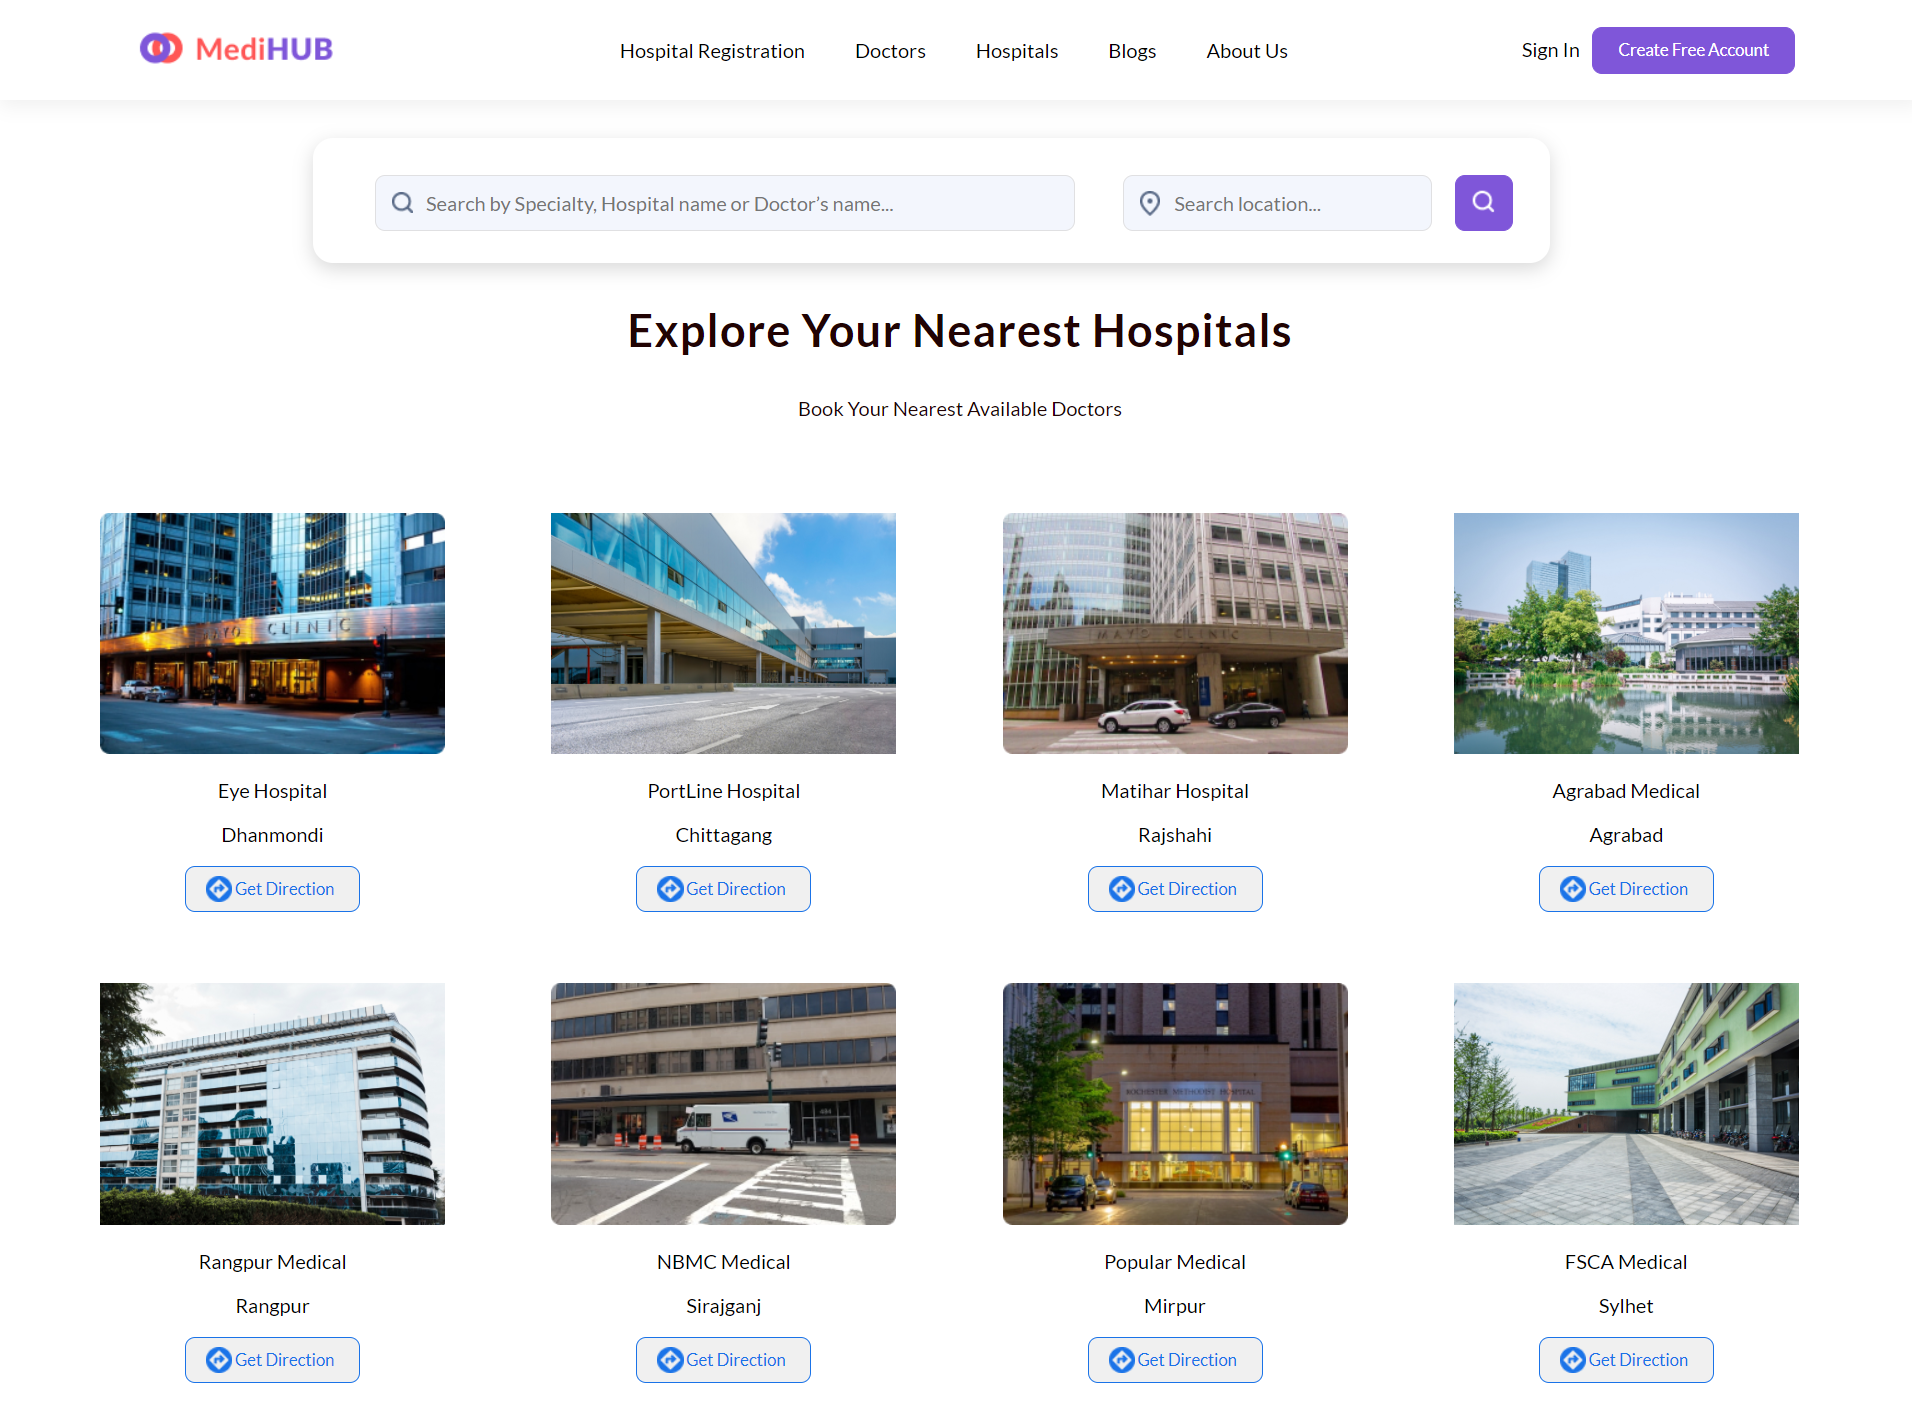 MediHUB
Hospital Registration
Doctors
Hospitals
Blogs
About Us
Sign In
Create Free Account
Search by Specialty, Hospital name or Doctor’s name...
Search location...
Explore Your Nearest Hospitals
Book Your Nearest Available Doctors
MAYO CLINIC
MAYO CLINIC
Eye Hospital
PortLine Hospital
Matihar Hospital
Agrabad Medical
Dhanmondi
Chittagang
Rajshahi
Agrabad
Get Direction
Get Direction
Get Direction
Get Direction
ROCHESTER METHODIST HOSPITAL
Rangpur Medical
NBMC Medical
Popular Medical
FSCA Medical
Rangpur
Sirajganj
Mirpur
Sylhet
Get Direction
Get Direction
Get Direction
Get Direction